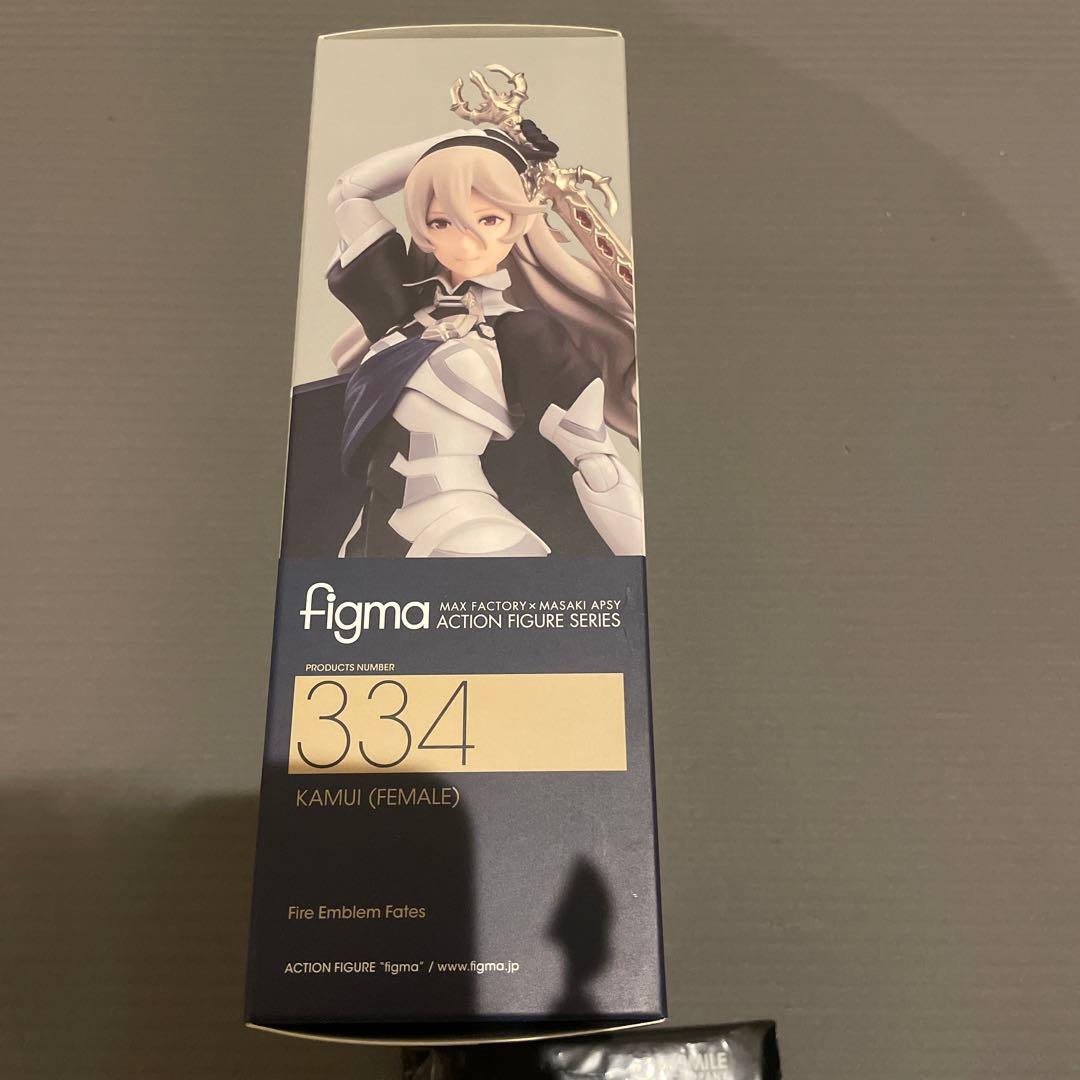 figma MAX FACTORY×MASAKI APSY
ACTION FIGURE SERIES
PRODUCTS NUMBER
334
KAMUI (FEMALE)
Fire Emblem Fates
ACTION FIGURE "figma" / www.figma.jp